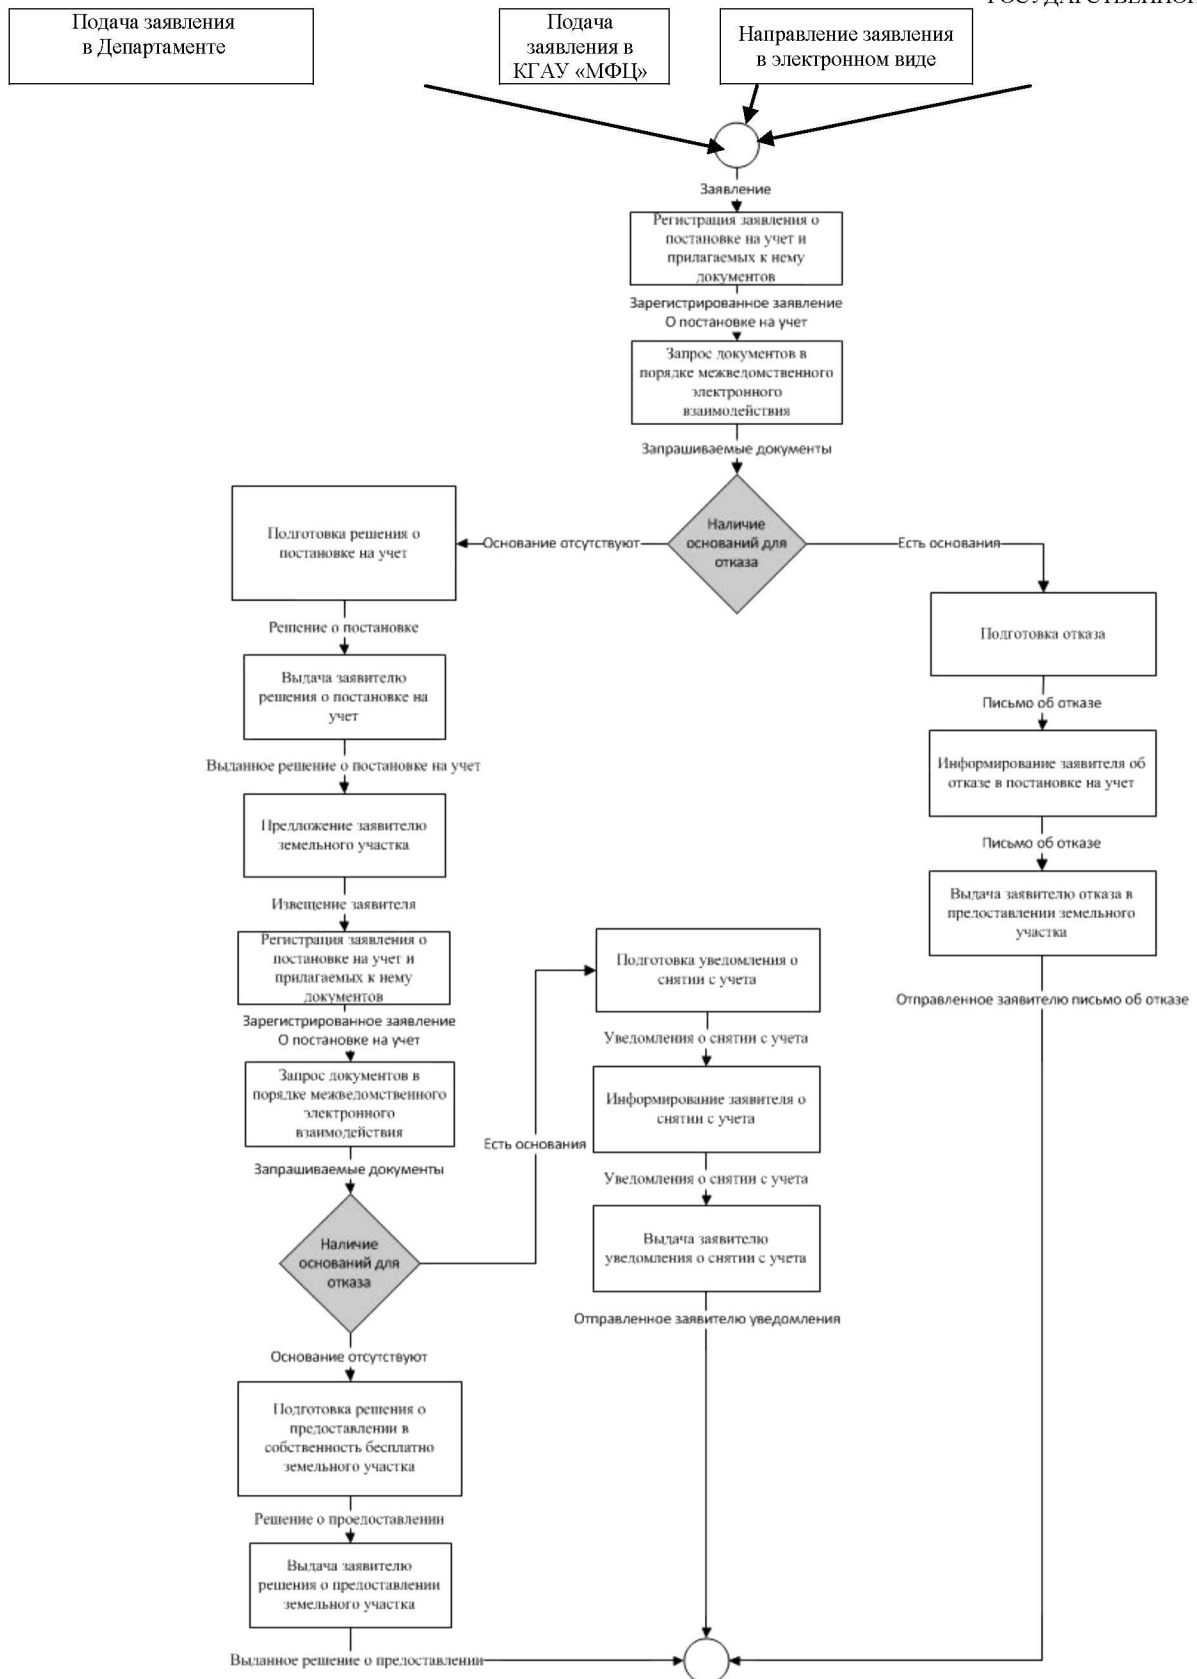 ГОСУДАРСТВЕННОЙ
Подача заявления
в Департаменте
Подача
заявления в
КГАУ «МФЦ»
Направление заявления
в электронном виде
Заявление
Регистрация заявления о
постановке на учет и
прилагаемых к нему
документов
Зарегистрированное заявление
О постановке на учет
Запрос документов в
порядке межведомственного
электронного
взаимодействия
Запрашиваемые документы
Наличие
оснований для
отказа
Основание отсутствуют
Есть основания
Подготовка решения о
постановке на учет
Решение о постановке
Выдача заявителю
решения о постановке на
учет
Выданное решение о постановке на учет
Предложение заявителю
земельного участка
Извещение заявителя
Регистрация заявления о
постановке на учет и
прилагаемых к нему
документов
Зарегистрированное заявление
О постановке на учет
Запрос документов в
порядке межведомственного
электронного
взаимодействия
Запрашиваемые документы
Наличие
оснований для
отказа
Есть основания
Основание отсутствуют
Подготовка решения о
предоставлении в
собственность бесплатно
земельного участка
Решение о проедоставлении
Выдача заявителю
решения о предоставлении
земельного участка
Выданное решение о предоставлении
Подготовка уведомления о
снятии с учета
Уведомления о снятии с учета
Информирование заявителя о
снятии с учета
Уведомления о снятии с учета
Выдача заявителю
уведомления о снятии с учета
Отправленное заявителю уведомления
Подготовка отказа
Письмо об отказе
Информирование заявителя об
отказе в постановке на учет
Письмо об отказе
Выдача заявителю отказа в
предоставлении земельного
участка
Отправленное заявителю письмо об отказе